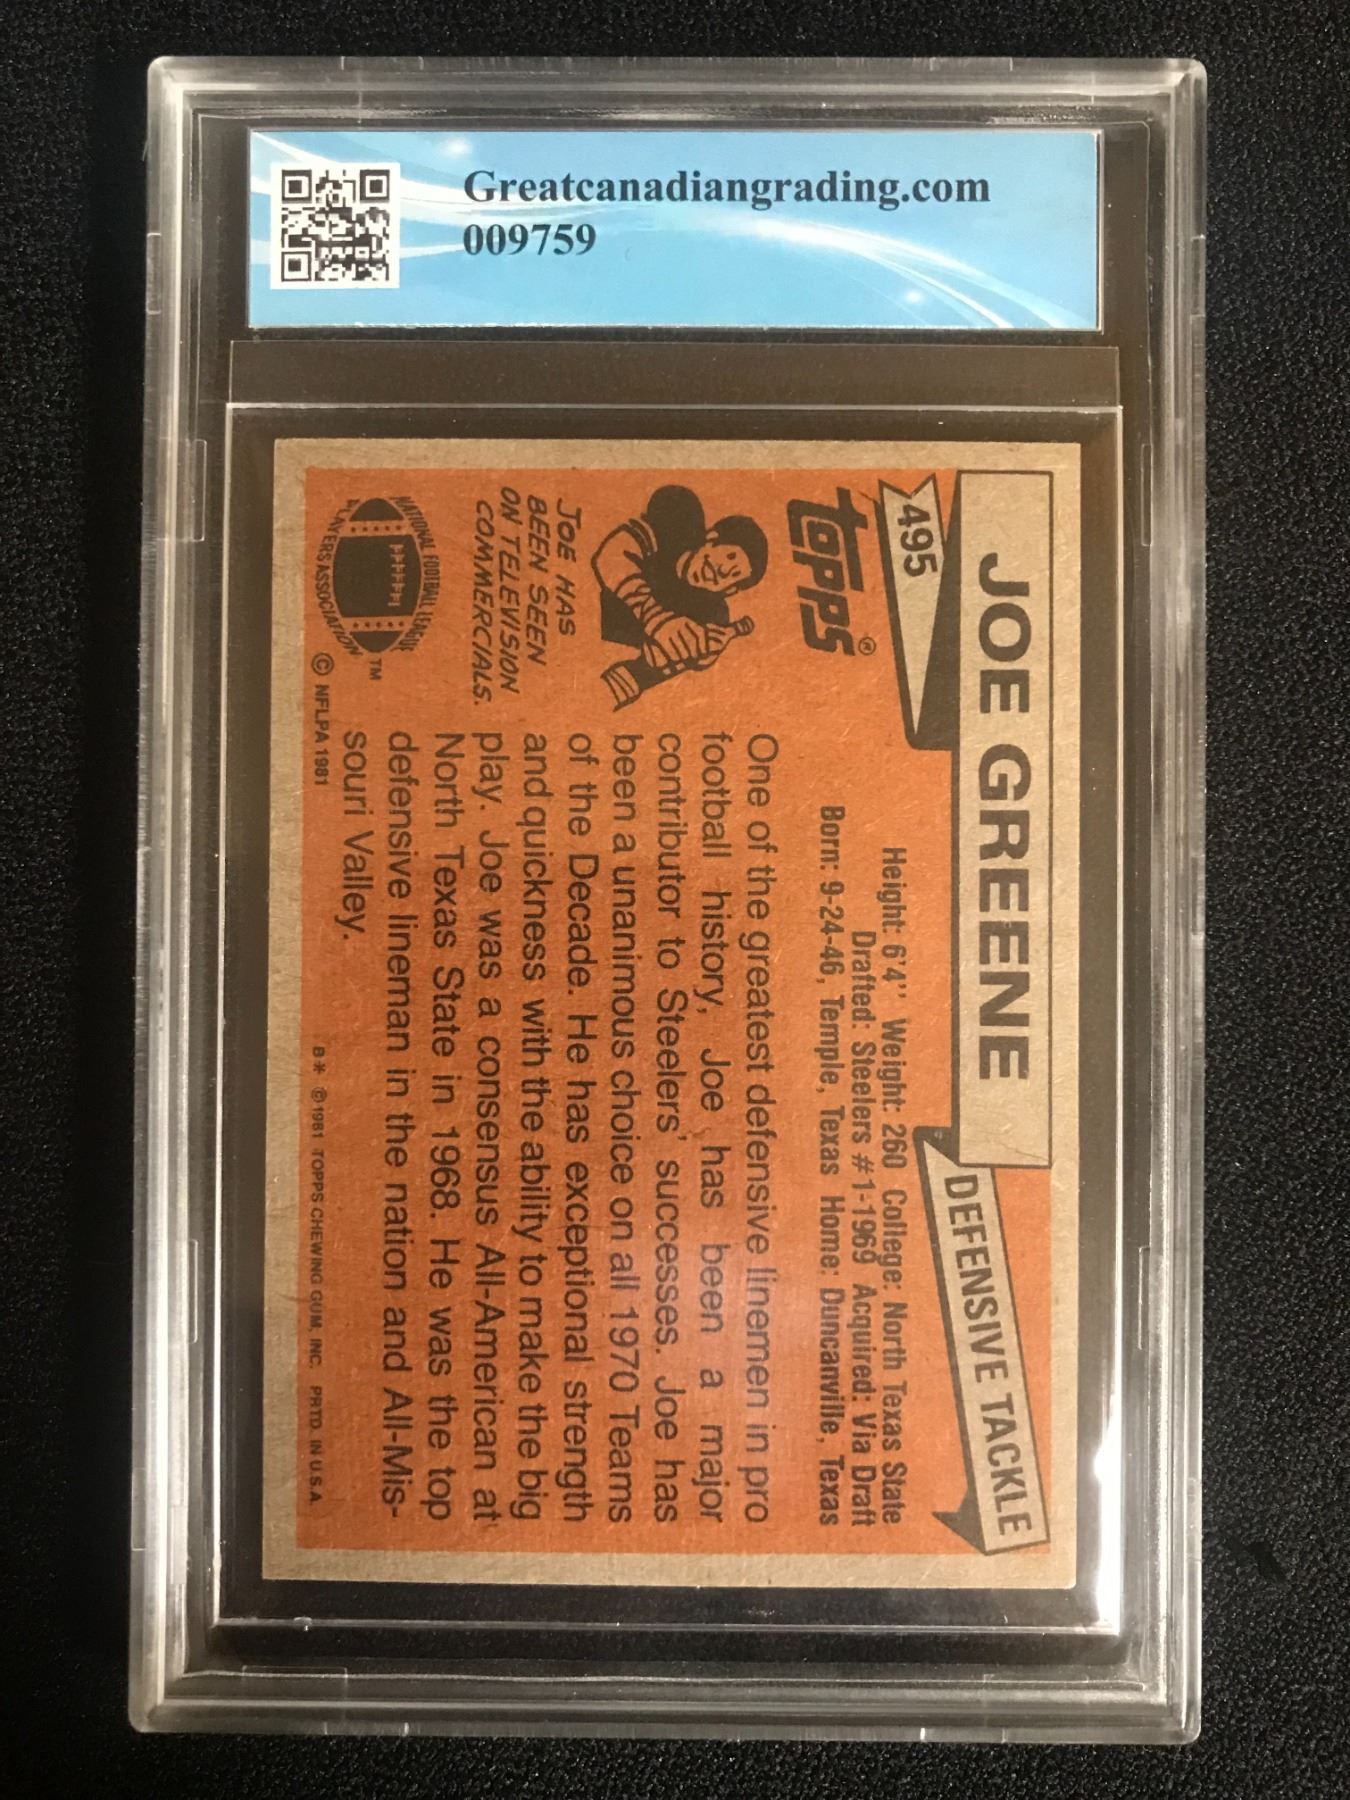 Greatcanadiangrading.com
009759
JOE GREENE
DEFENSIVE TACKLE
495
TOPPS®
Height: 6'4'' Weight: 260 College: North Texas State
Drafted: Steelers #1-1969 Acquired: Via Draft
Born: 9-24-46, Temple, Texas Home: Duncanville, Texas
One of the greatest defensive linemen in pro
football history, Joe has been a major
contributor to Steelers' successes. Joe has
been a unanimous choice on all 1970 Teams
of the Decade. He has exceptional strength
and quickness with the ability to make the big
play. Joe was a consensus All-American at
North Texas State in 1968. He was the top
defensive lineman in the nation and All-Mis-
souri Valley.
JOE HAS
BEEN SEEN
ON TELEVISION
COMMERCIALS.
NATIONAL FOOTBALL LEAGUE
PLAYERS ASSOCIATION
TM
© NFLPA 1981
B* ©1981 TOPPS CHEWING GUM, INC. PRTD. IN U.S.A.